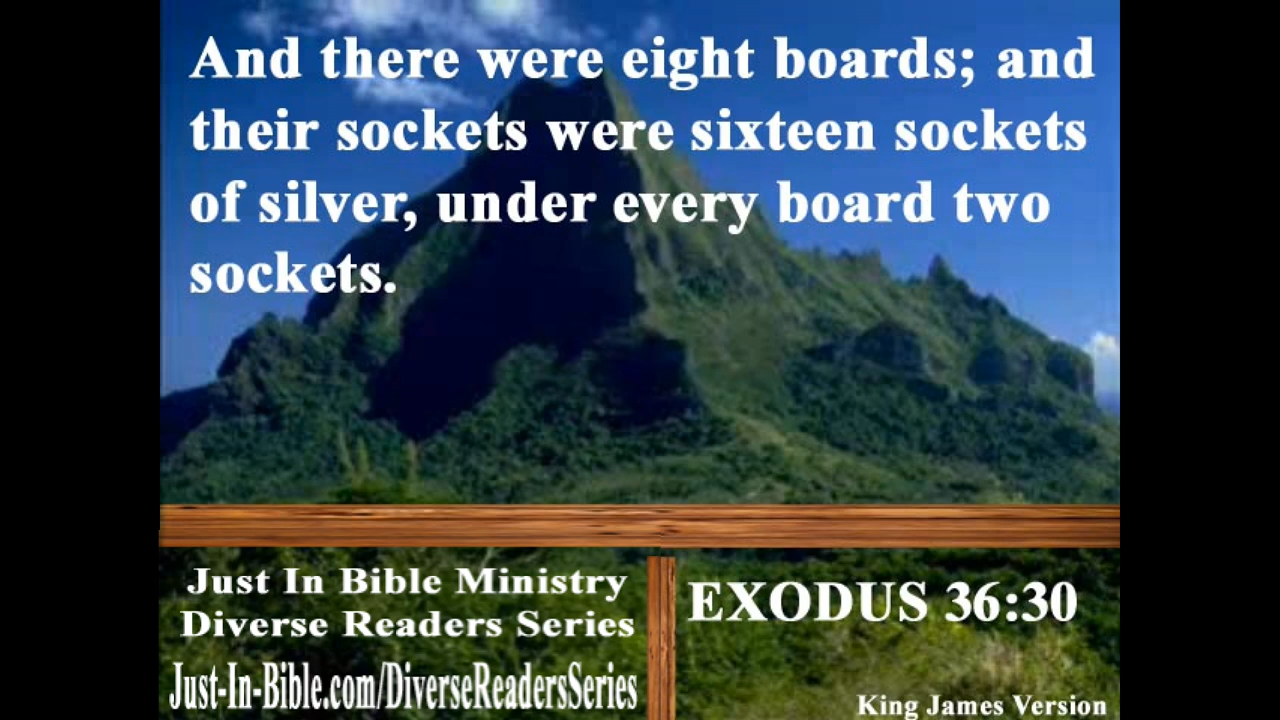 And there were eight boards; and
their sockets were sixteen sockets
of silver, under every board two
sockets.
Just In Bible Ministry
Diverse Readers Series
Just-In-Bible.com/DiverseReadersSeries
EXODUS 36:30
King James Version